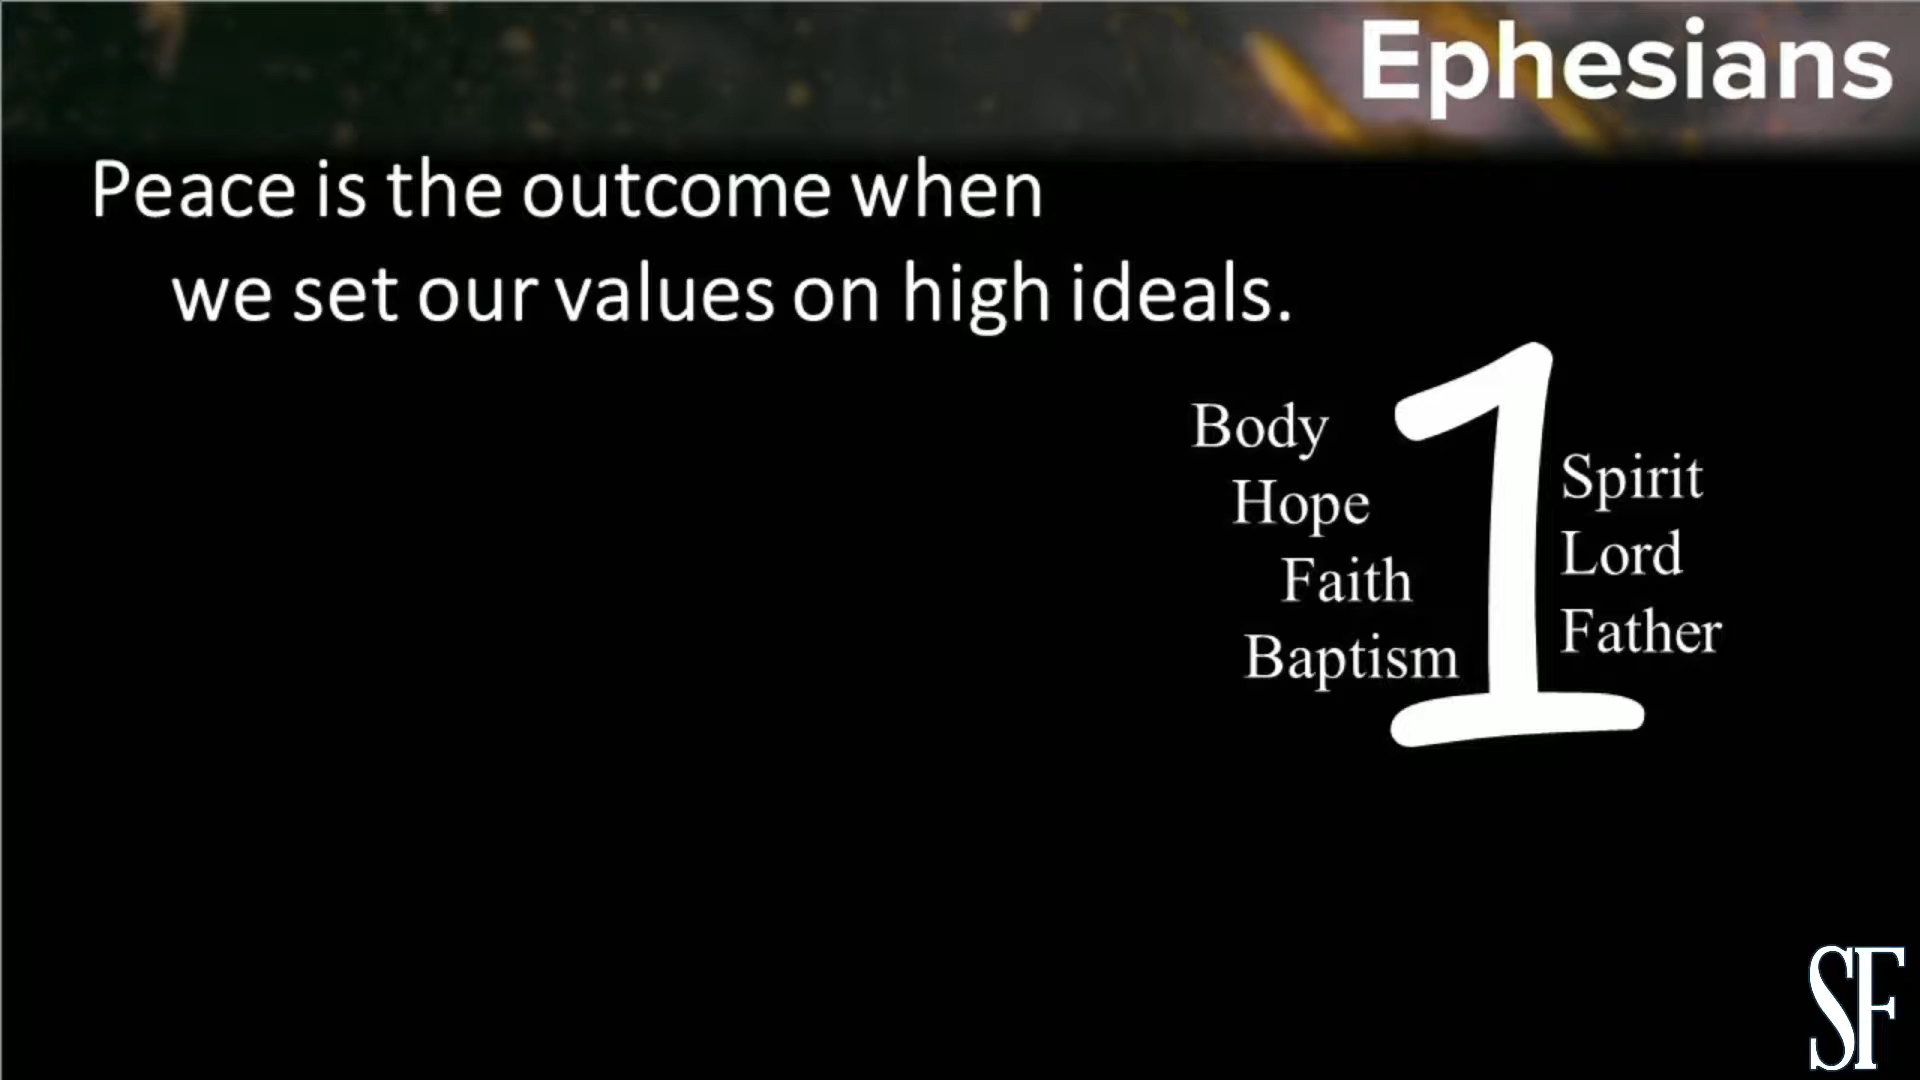 Ephesians
Peace is the outcome when
we set our values on high ideals.
1
Body
Hope
Faith
Baptism
Spirit
Lord
Father
SF